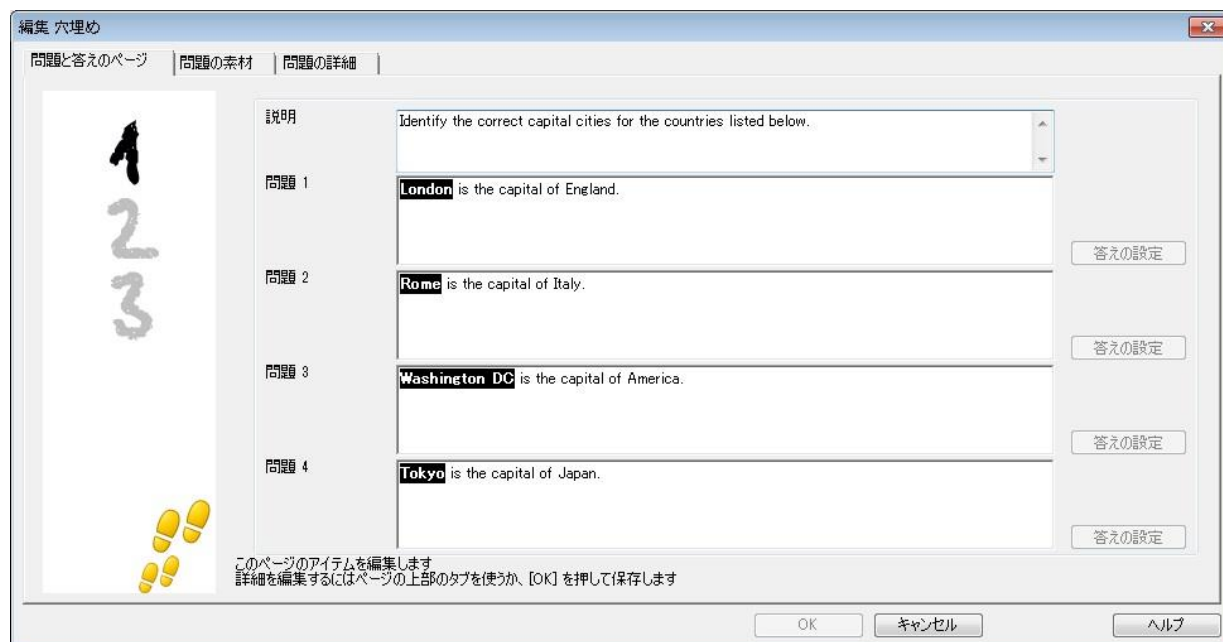 編集 穴埋め
問題と答えのページ
問題の素材
問題の詳細
1
2
3
説明
Identify the correct capital cities for the countries listed below.
問題 1
London is the capital of England.
答えの設定
問題 2
Rome is the capital of Italy.
答えの設定
問題 3
Washington DC is the capital of America.
答えの設定
問題 4
Tokyo is the capital of Japan.
答えの設定
このページのアイテムを編集します
詳細を編集するにはページの上部のタブを使うか、[OK] を押して保存します
OK
キャンセル
ヘルプ